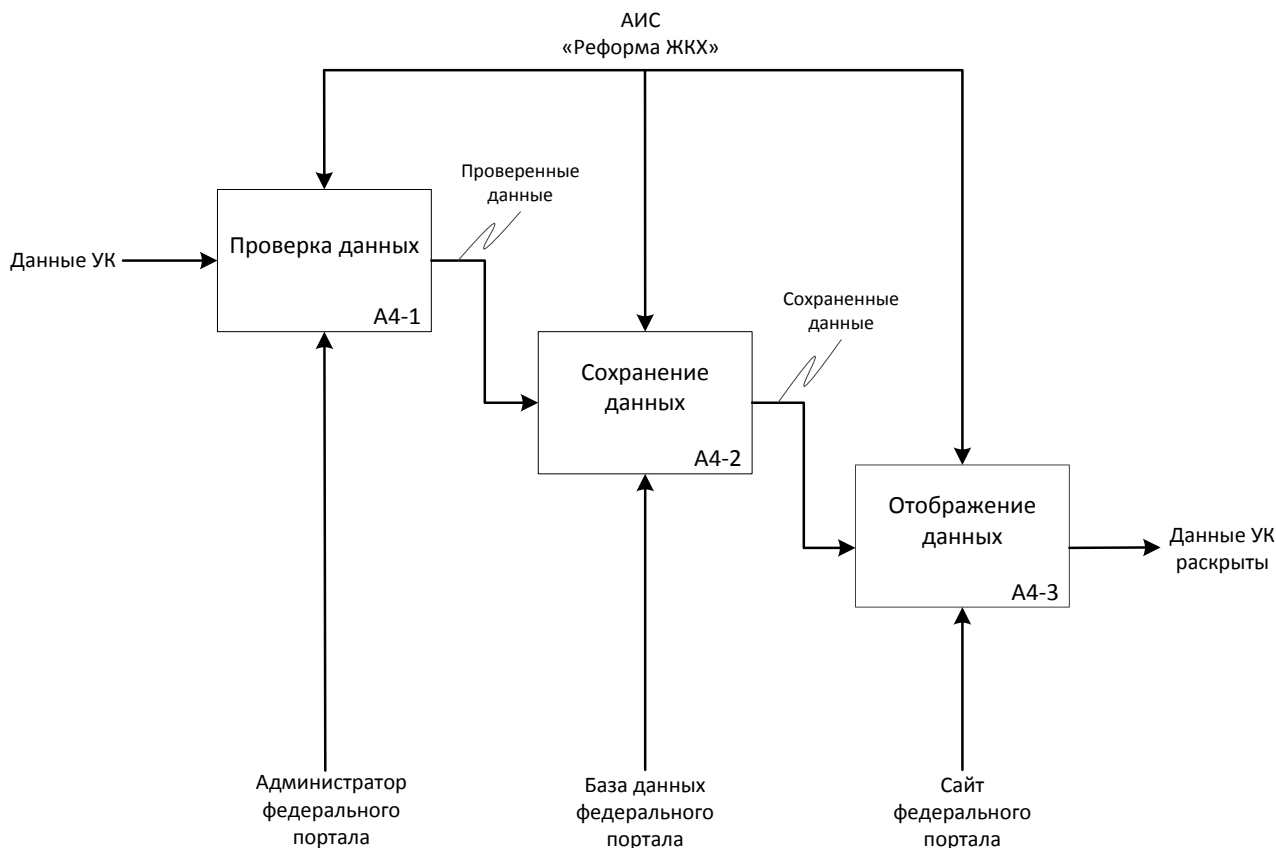 АИС
«Реформа ЖКХ»
Проверенные
данные
Данные УК
Проверка данных
А4-1
Сохраненные
данные
Сохранение
данных
А4-2
Отображение
данных
А4-3
Данные УК
раскрыты
Администратор
федерального
портала
База данных
федерального
портала
Сайт
федерального
портала